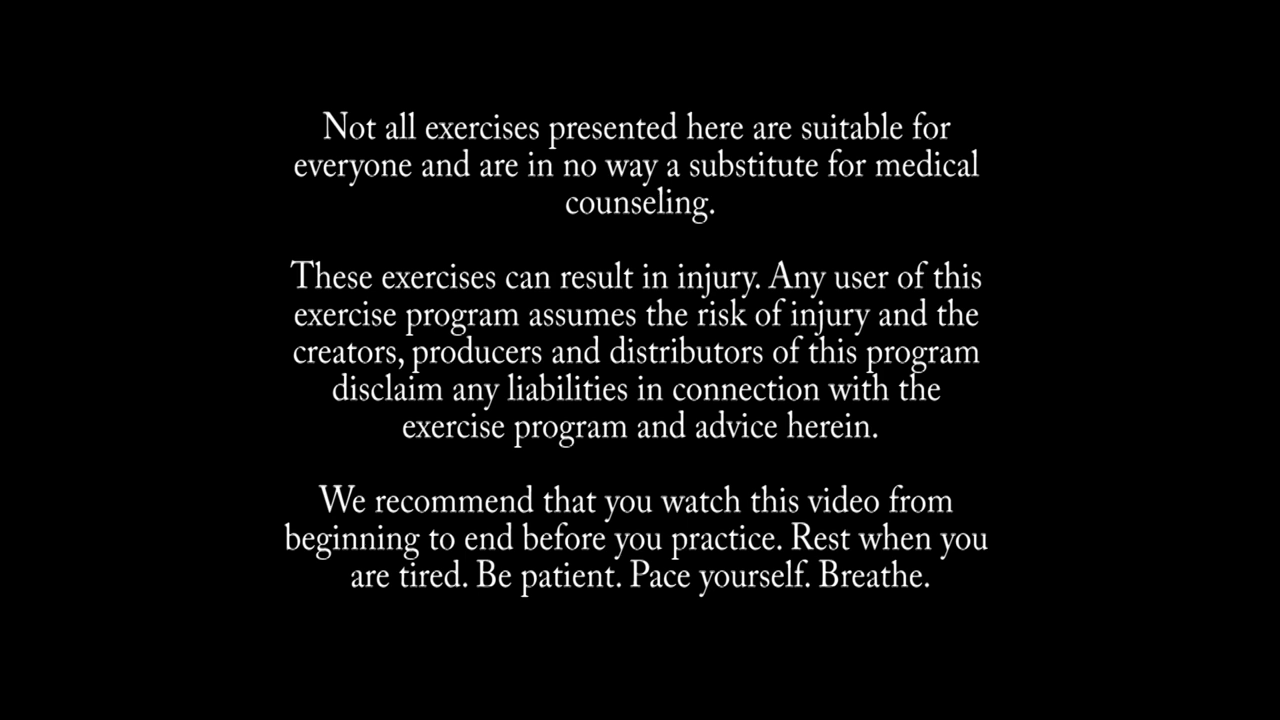 Not all exercises presented here are suitable for
everyone and are in no way a substitute for medical
counseling.
These exercises can result in injury. Any user of this
exercise program assumes the risk of injury and the
creators, producers and distributors of this program
disclaim any liabilities in connection with the
exercise program and advice herein.
We recommend that you watch this video from
beginning to end before you practice. Rest when you
are tired. Be patient. Pace yourself. Breathe.